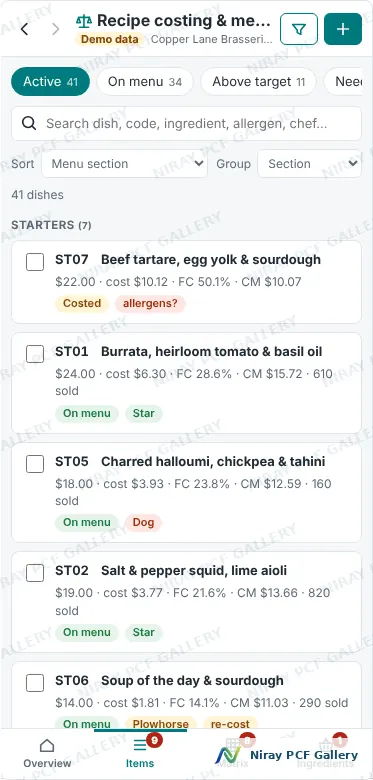 Recipe costing & me...
Demo data · Copper Lane Brasseri...
Active 41 On menu 34 Above target 11 Need
Search dish, code, ingredient, allergen, chef...
Sort Menu section Group Section
41 dishes
STARTERS (7)
ST07 Beef tartare, egg yolk & sourdough
$22.00 · cost $10.12 · FC 50.1% · CM $10.07
Costed allergens?
ST01 Burrata, heirloom tomato & basil oil
$24.00 · cost $6.30 · FC 28.6% · CM $15.72 · 610
sold
On menu Star
ST05 Charred halloumi, chickpea & tahini
$18.00 · cost $3.93 · FC 23.8% · CM $12.59 · 160
sold
On menu Dog
ST02 Salt & pepper squid, lime aioli
$19.00 · cost $3.77 · FC 21.6% · CM $13.66 · 820
sold
On menu Star
ST06 Soup of the day & sourdough
$14.00 · cost $1.81 · FC 14.1% · CM $11.03 · 290 sold
On menu Plowhorse re-cost
9
Overview Items Matrix Ingredients
Niray PCF Gallery
NIRAY PCF GALLERY